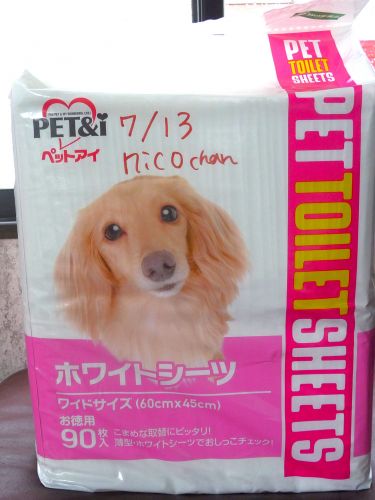 PET
TOILET
SHEETS
PET&i
ペットアイ
7/13
nicochan
PET TOILET SHEETS
ホワイトシーツ
ワイドサイズ(60cm×45cm)
お徳用
90枚入
こまめな取替にピッタリ!
薄型・ホワイトシーツでおしっこチェック!